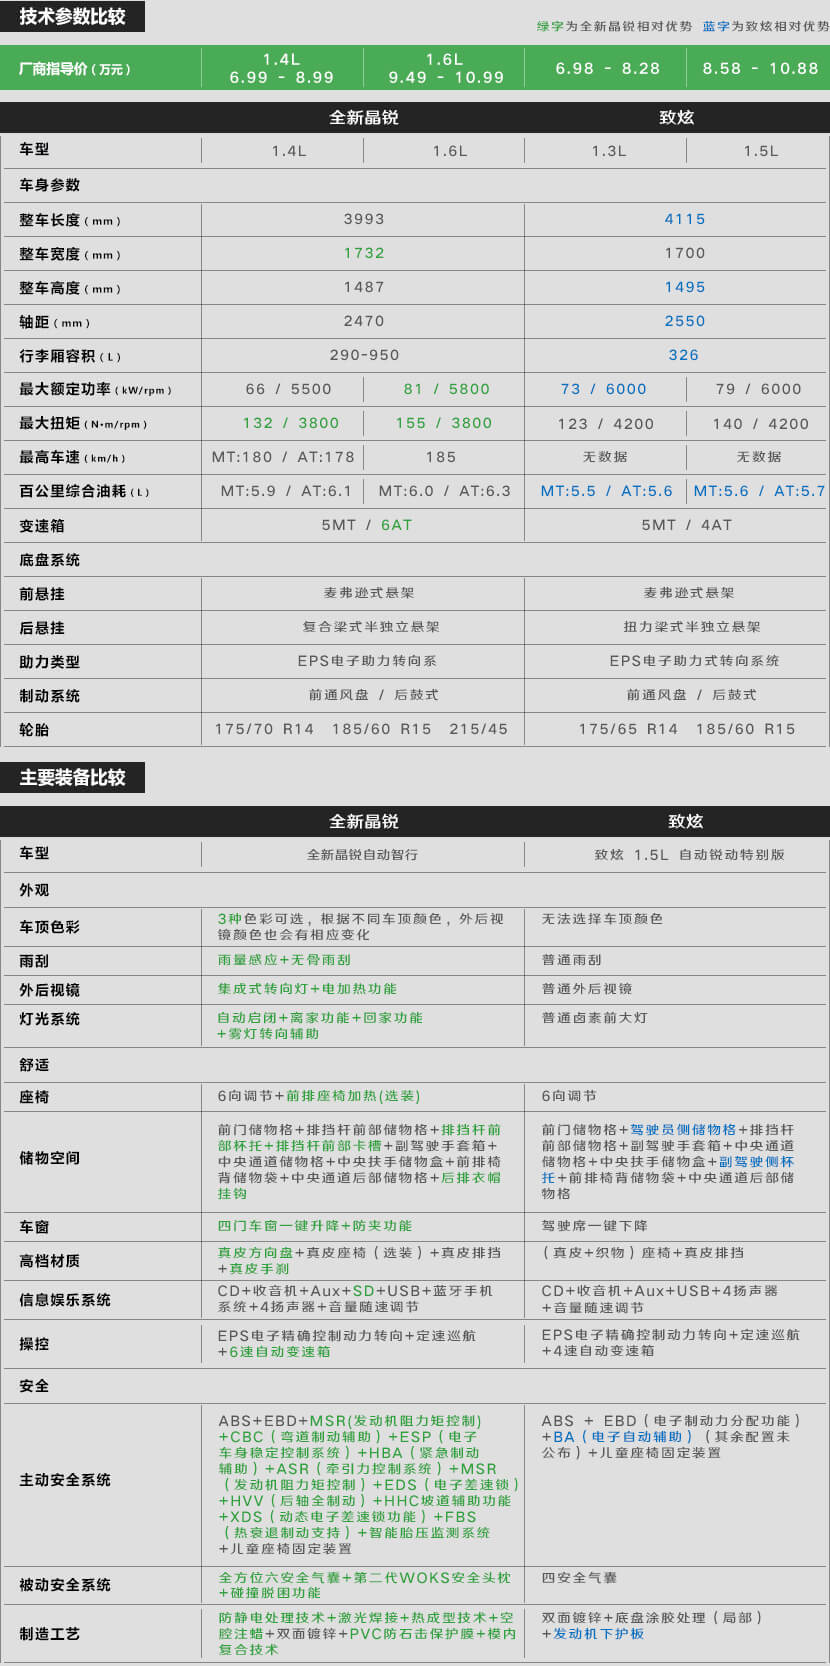 技术参数比较
绿字为全新晶锐相对优势 蓝字为致炫相对优势
厂商指导价（万元） 1.4L 6.99 - 8.99 1.6L 9.49 - 10.99 6.98 - 8.28 8.58 - 10.88
全新晶锐 致炫
车型 1.4L 1.6L 1.3L 1.5L
车身参数
整车长度（mm） 3993 4115
整车宽度（mm） 1732 1700
整车高度（mm） 1487 1495
轴距（mm） 2470 2550
行李厢容积（L） 290-950 326
最大额定功率（kW/rpm） 66 / 5500 81 / 5800 73 / 6000 79 / 6000
最大扭矩（N·m/rpm） 132 / 3800 155 / 3800 123 / 4200 140 / 4200
最高车速（km/h） MT:180 / AT:178 185 无数据 无数据
百公里综合油耗（L） MT:5.9 / AT:6.1 MT:6.0 / AT:6.3 MT:5.5 / AT:5.6 MT:5.6 / AT:5.7
变速箱 5MT / 6AT 5MT / 4AT
底盘系统
前悬挂 麦弗逊式悬架 麦弗逊式悬架
后悬挂 复合梁式半独立悬架 扭力梁式半独立悬架
助力类型 EPS电子助力转向系 EPS电子助力式转向系统
制动系统 前通风盘 / 后鼓式 前通风盘 / 后鼓式
轮胎 175/70 R14 185/60 R15 215/45 175/65 R14 185/60 R15
主要装备比较
全新晶锐 致炫
车型 全新晶锐自动智行 致炫 1.5L 自动锐动特别版
外观
车顶色彩
3种色彩可选，根据不同车顶颜色，外后视
镜颜色也会有相应变化
无法选择车顶颜色
雨刮 雨量感应+无骨雨刮 普通雨刮
外后视镜 集成式转向灯+电加热功能 普通外后视镜
灯光系统
自动启闭+离家功能+回家功能
+雾灯转向辅助
普通卤素前大灯
舒适
座椅 6向调节+前排座椅加热(选装) 6向调节
储物空间
前门储物格+排挡杆前部储物格+排挡杆前
部杯托+排挡杆前部卡槽+副驾驶手套箱+
中央通道储物格+中央扶手储物盒+前排椅
背储物袋+中央通道后部储物格+后排衣帽
挂钩
前门储物格+驾驶员侧储物格+排挡杆
前部储物格+副驾驶手套箱+中央通道
储物格+中央扶手储物盒+副驾驶侧杯
托+前排椅背储物袋+中央通道后部储
物格
车窗 四门车窗一键升降+防夹功能 驾驶席一键下降
高档材质
真皮方向盘+真皮座椅（选装）+真皮排挡
+真皮手刹
（真皮+织物）座椅+真皮排挡
信息娱乐系统
CD+收音机+Aux+SD+USB+蓝牙手机
系统+4扬声器+音量随速调节
CD+收音机+Aux+USB+4扬声器
+音量随速调节
操控
EPS电子精确控制动力转向+定速巡航
+6速自动变速箱
EPS电子精确控制动力转向+定速巡航
+4速自动变速箱
安全
主动安全系统
ABS+EBD+MSR(发动机阻力矩控制)
+CBC（弯道制动辅助）+ESP（电子
车身稳定控制系统）+HBA（紧急制动
辅助）+ASR（牵引力控制系统）+MSR
（发动机阻力矩控制）+EDS（电子差速锁）
+HVV（后轴全制动）+HHC坡道辅助功能
+XDS（动态电子差速锁功能）+FBS
（热衰退制动支持）+智能胎压监测系统
+儿童座椅固定装置
ABS + EBD（电子制动力分配功能）
+BA（电子自动辅助）（其余配置未
公布）+儿童座椅固定装置
被动安全系统
全方位六安全气囊+第二代WOKS安全头枕
+碰撞脱困功能
四安全气囊
制造工艺
防静电处理技术+激光焊接+热成型技术+空
腔注蜡+双面镀锌+PVC防石击保护膜+模内
复合技术
双面镀锌+底盘涂胶处理（局部）
+发动机下护板